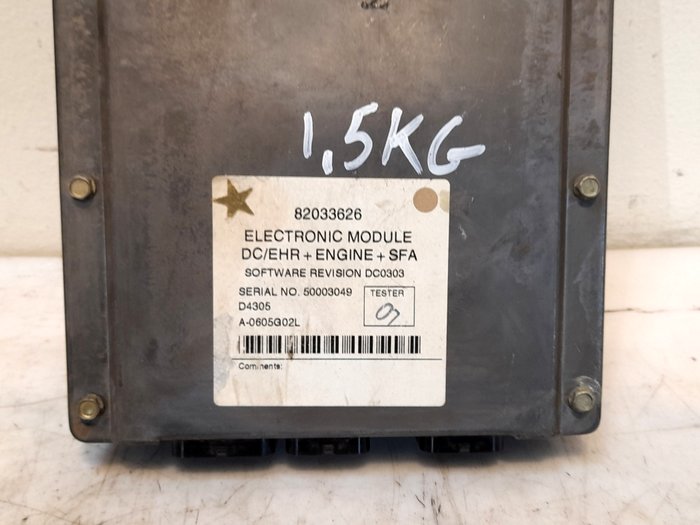 1,5KG
82033626
ELECTRONIC MODULE
DC/EHR + ENGINE + SFA
SOFTWARE REVISION DC0303
SERIAL NO. 50003049
TESTER
D4305
A-0605G02L
Comments: